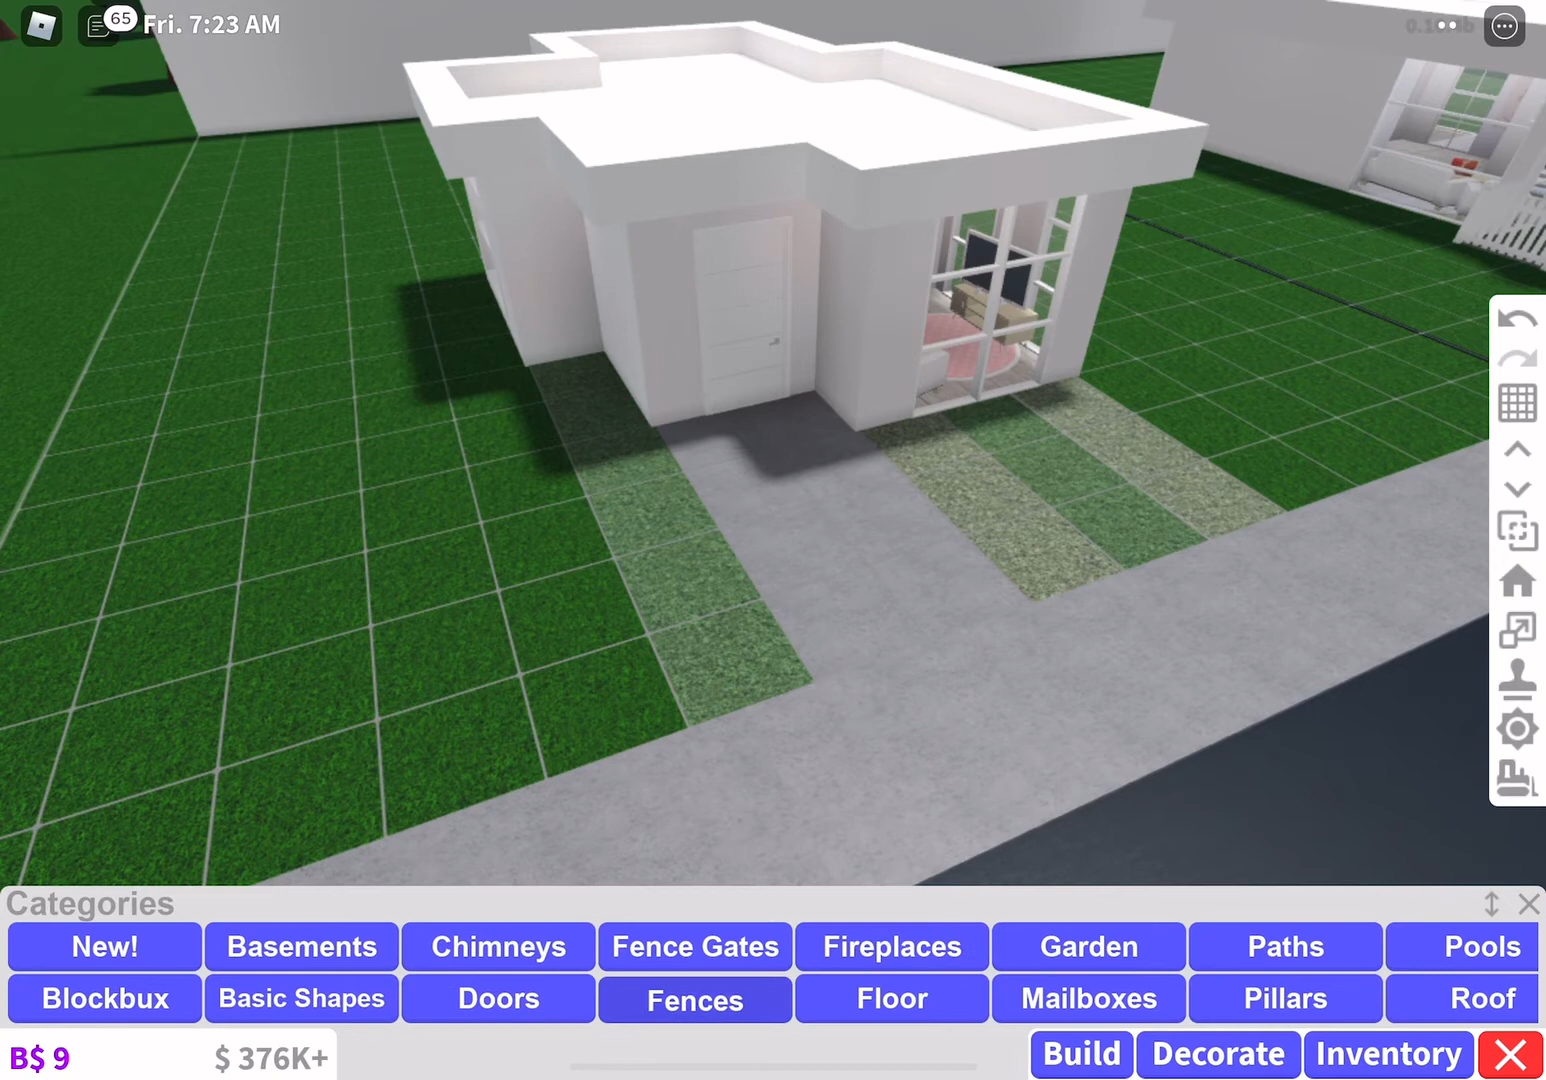 65 Fri. 7:23 AM
Categories
New! Basements Chimneys Fence Gates Fireplaces Garden Paths Pools
Blockbux Basic Shapes Doors Fences Floor Mailboxes Pillars Roof
B$ 9 $ 376K+ Build Decorate Inventory